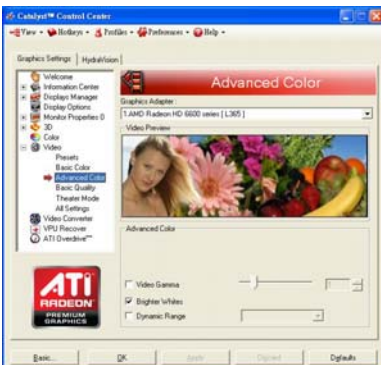 Catalyst™ Control Center
View Hotkeys Profiles Preferences Help
Graphics Settings HydraVision
Welcome
Information Center
Displays Manager
Display Options
Monitor Properties 0
3D
Color
Video
Presets
Basic Color
Advanced Color
Basic Quality
Theater Mode
All Settings
Video Converter
VPU Recover
ATI Overdrive™
ATI
RADEON
PREMIUM
GRAPHICS
Advanced Color
Graphics Adapter :
1.AMD Radeon HD 6600 series [ L365 ]
Video Preview
Advanced Color
Video Gamma
Brighter Whites
Dynamic Range
Basic... OK Apply Discard Defaults